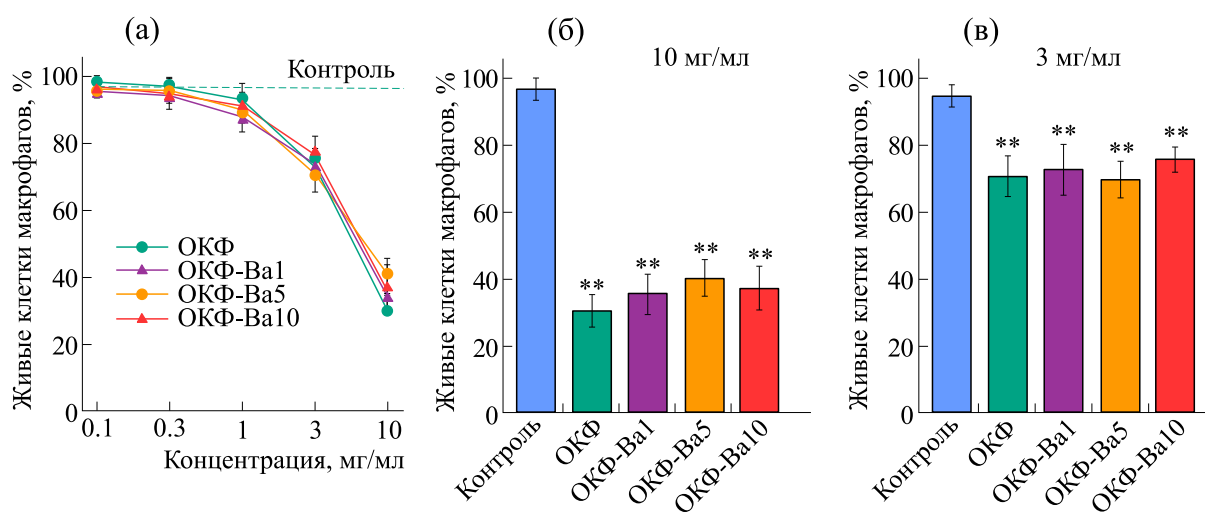 (а)
Живые клетки макрофагов, %
100
80
60
40
20
0
Контроль
ОКФ
ОКФ-Ba1
ОКФ-Ba5
ОКФ-Ba10
0.1 0.3 1 3 10
Концентрация, мг/мл
(б)
10 мг/мл
Живые клетки макрофагов, %
100
80
60
40
20
0
** ** ** **
Контроль
ОКФ
ОКФ-Ba1
ОКФ-Ba5
ОКФ-Ba10
(в)
3 мг/мл
Живые клетки макрофагов, %
100
80
60
40
20
0
** ** ** **
Контроль
ОКФ
ОКФ-Ba1
ОКФ-Ba5
ОКФ-Ba10